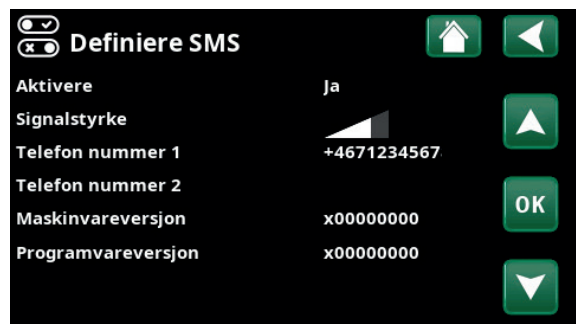 Definiere SMS
Aktivere Ja
Signalstyrke
Telefon nummer 1 +4671234567
Telefon nummer 2
OK
Maskinvareversjon x00000000
Programvareversjon x00000000